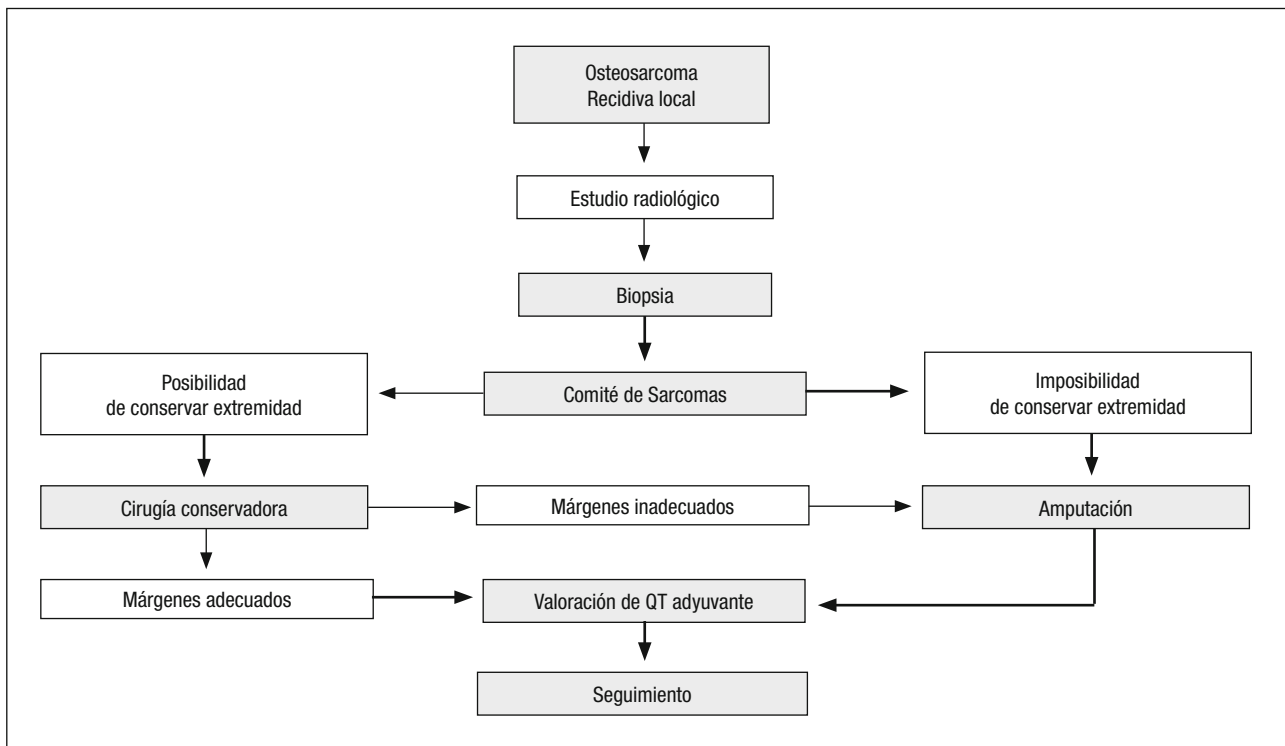 Osteosarcoma
Recidiva local
Estudio radiológico
Biopsia
Posibilidad
de conservar extremidad
Comité de Sarcomas
Imposibilidad
de conservar extremidad
Cirugía conservadora
Márgenes inadecuados
Amputación
Márgenes adecuados
Valoración de QT adyuvante
Seguimiento